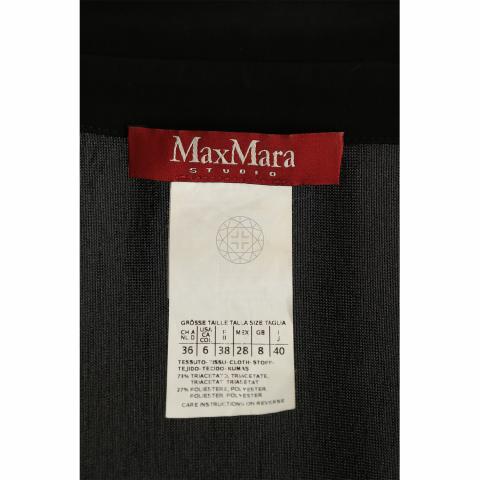 MaxMara
STUDIO
GRÖSSE TAILLE TALLA SIZE TAGLIA
CH A NL D
USA CA COL
F B
MEX
GB
I J
36 6 38 28 8 40
TESSUTO-TISSU-CLOTH-STOFF-
TEJIDO-TECIDO-KUMAS
73% TRIACETATO, TRIACETATE,
TRIACETAT TRIACETAT
27% POLIESTERE, POLYESTER,
POLIESTER, POLYESTER
CARE INSTRUCTIONS ON REVERSE